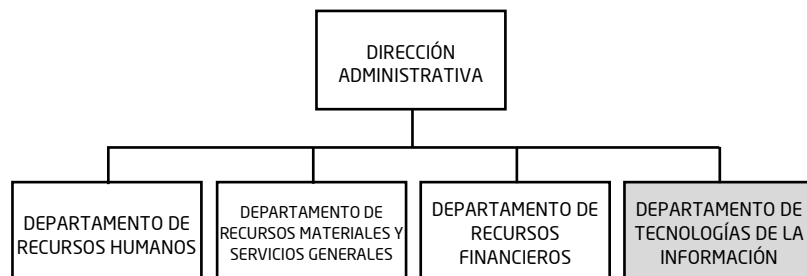 DIRECCIÓN
ADMINISTRATIVA
DEPARTAMENTO DE
RECURSOS HUMANOS
DEPARTAMENTO DE
RECURSOS MATERIALES Y
SERVICIOS GENERALES
DEPARTAMENTO DE
RECURSOS
FINANCIEROS
DEPARTAMENTO DE
TECNOLOGÍAS DE LA
INFORMACIÓN